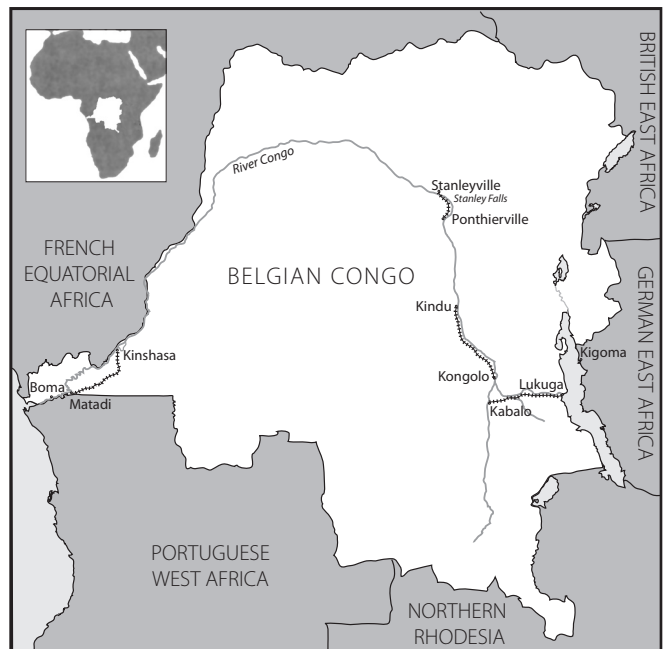 BRITISH EAST AFRICA
River Congo
Stanleyville
Stanley Falls
Ponthierville
FRENCH
EQUATORIAL
AFRICA
BELGIAN CONGO
GERMAN EAST AFRICA
Kindu
Kinshasa
Kigoma
Boma
Matadi
Kongolo
Lukuga
Kabalo
PORTUGUESE
WEST AFRICA
NORTHERN
RHODESIA